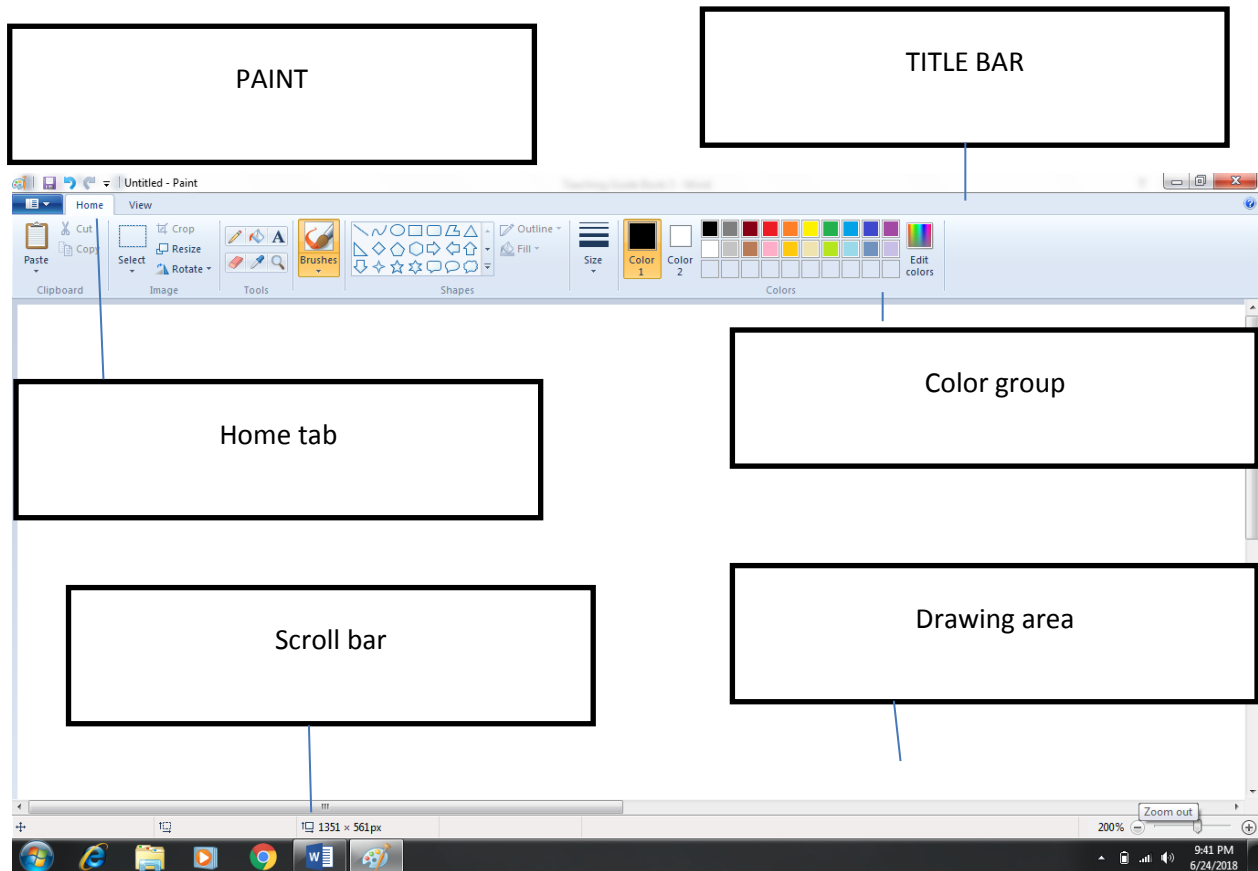 PAINT
TITLE BAR
Untitled - Paint
Home View
Cut
Copy
Paste
Clipboard
Select
Crop
Resize
Rotate
Image
A
Tools
Brushes
Outline
Fill
Shapes
Size
Color 1
Color 2
Edit colors
Colors
Color group
Home tab
Scroll bar
Drawing area
Zoom out
1351 × 561px
200%
9:41 PM
6/24/2018